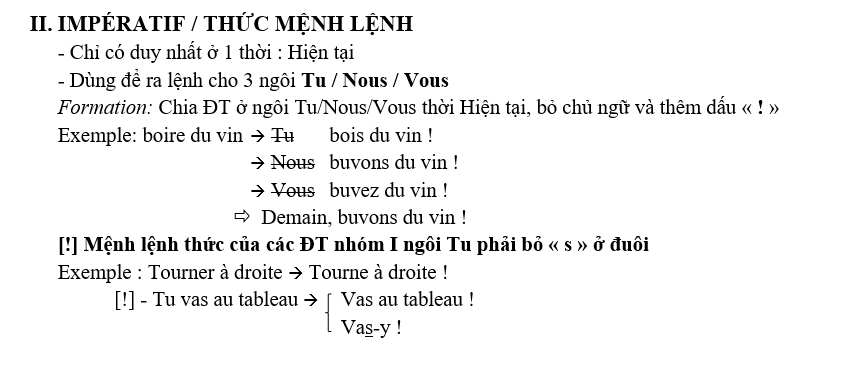 II. IMPÉRATIF / THỨC MỆNH LỆNH
- Chỉ có duy nhất ở 1 thời : Hiện tại
- Dùng để ra lệnh cho 3 ngôi Tu / Nous / Vous
Formation: Chia ĐT ở ngôi Tu/Nous/Vous thời Hiện tại, bỏ chủ ngữ và thêm dấu « ! »
Exemple: boire du vin → Tu bois du vin !
→ Nous buvons du vin !
→ Vous buvez du vin !
⇨ Demain, buvons du vin !
[!] Mệnh lệnh thức của các ĐT nhóm I ngôi Tu phải bỏ « s » ở đuôi
Exemple : Tourner à droite → Tourne à droite !
[!] - Tu vas au tableau → Vas au tableau !
Vas-y !